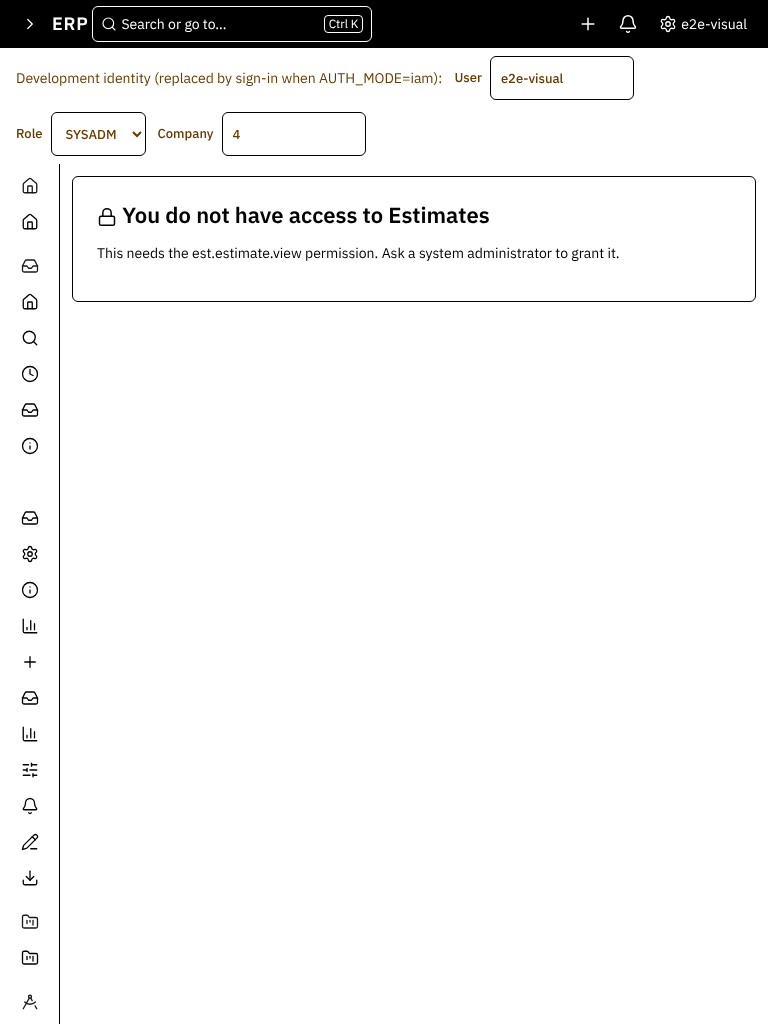 ERP Search or go to... Ctrl K e2e-visual
Development identity (replaced by sign-in when AUTH_MODE=iam): User e2e-visual
Role SYSADM Company 4
You do not have access to Estimates
This needs the est.estimate.view permission. Ask a system administrator to grant it.